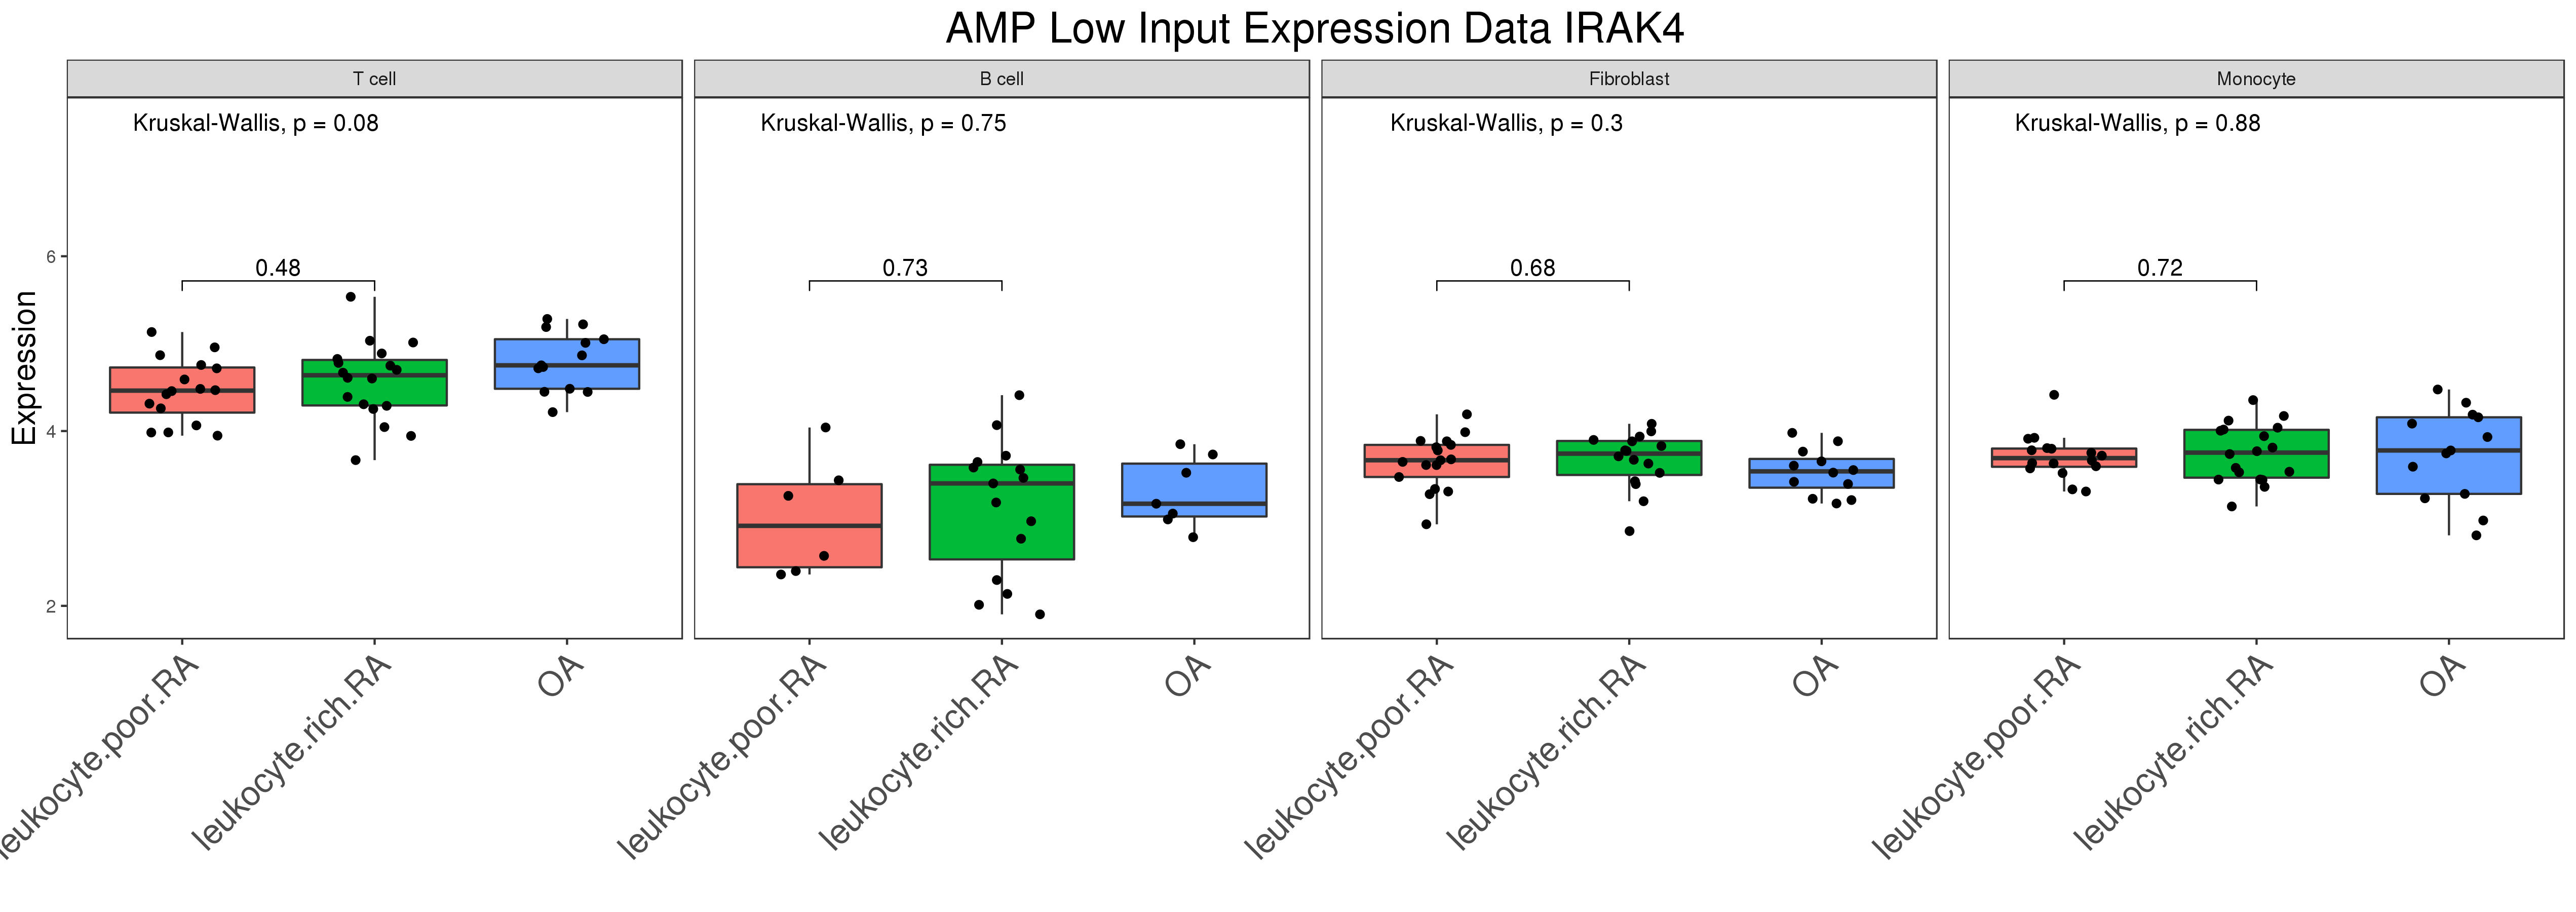 AMP Low Input Expression Data IRAK4
T cell
B cell
Fibroblast
Monocyte
Kruskal-Wallis, p = 0.08
Kruskal-Wallis, p = 0.75
Kruskal-Wallis, p = 0.3
Kruskal-Wallis, p = 0.88
6
4
2
Expression
0.48
0.73
0.68
0.72
leukocyte.poor.RA
leukocyte.rich.RA
OA
leukocyte.poor.RA
leukocyte.rich.RA
OA
leukocyte.poor.RA
leukocyte.rich.RA
OA
leukocyte.poor.RA
leukocyte.rich.RA
OA